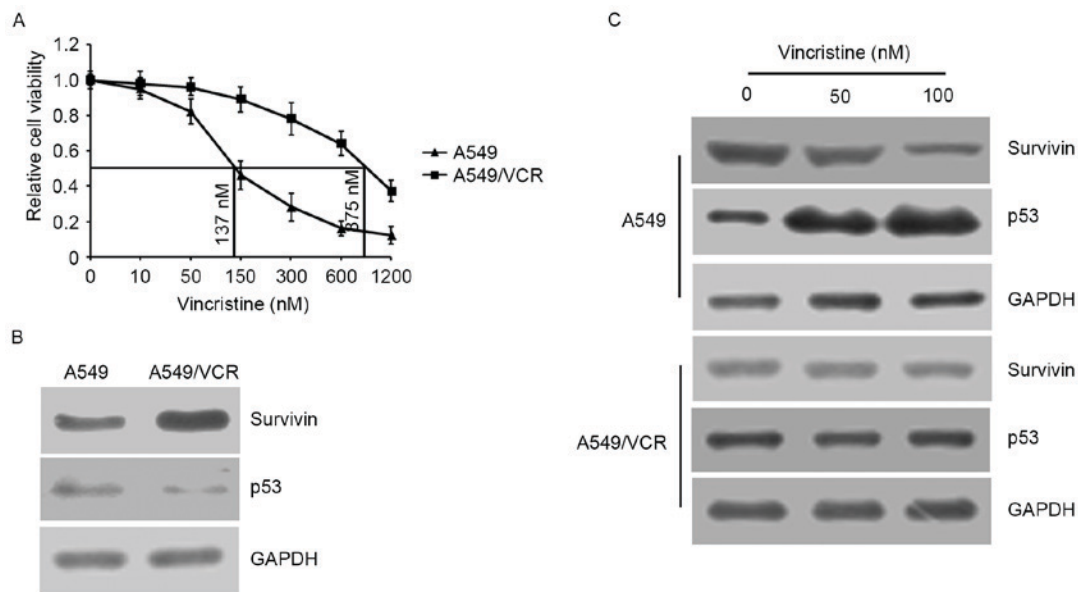 A
Relative cell viability
1.2
1.0
0.8
0.6
0.4
0.2
0
137 nM
875 nM
0 10 50 150 300 600 1200
Vincristine (nM)
A549
A549/VCR
B
A549 A549/VCR
Survivin
p53
GAPDH
C
Vincristine (nM)
0 50 100
A549
Survivin
p53
GAPDH
A549/VCR
Survivin
p53
GAPDH